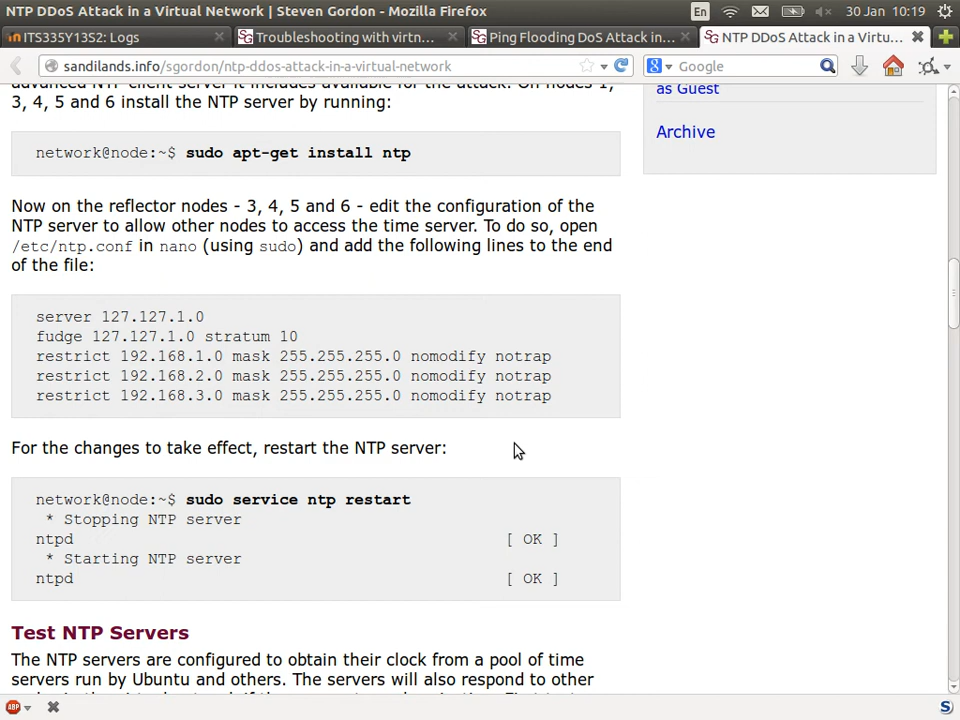 NTP DDoS Attack in a Virtual Network | Steven Gordon - Mozilla Firefox
En
30 Jan 10:19
ITS335Y13S2: Logs
Troubleshooting with virtn...
Ping Flooding DoS Attack in...
NTP DDoS Attack in a Virtu...
sandilands.info/sgordon/ntp-ddos-attack-in-a-virtual-network
Google
3, 4, 5 and 6 install the NTP server by running:
network@node:~$ sudo apt-get install ntp
Now on the reflector nodes - 3, 4, 5 and 6 - edit the configuration of the
NTP server to allow other nodes to access the time server. To do so, open
/etc/ntp.conf in nano (using sudo) and add the following lines to the end
of the file:
server 127.127.1.0
fudge 127.127.1.0 stratum 10
restrict 192.168.1.0 mask 255.255.255.0 nomodify notrap
restrict 192.168.2.0 mask 255.255.255.0 nomodify notrap
restrict 192.168.3.0 mask 255.255.255.0 nomodify notrap
For the changes to take effect, restart the NTP server:
network@node:~$ sudo service ntp restart
* Stopping NTP server
ntpd [ OK ]
* Starting NTP server
ntpd [ OK ]
Test NTP Servers
The NTP servers are configured to obtain their clock from a pool of time
servers run by Ubuntu and others. The servers will also respond to other
as Guest
Archive
ABP
S